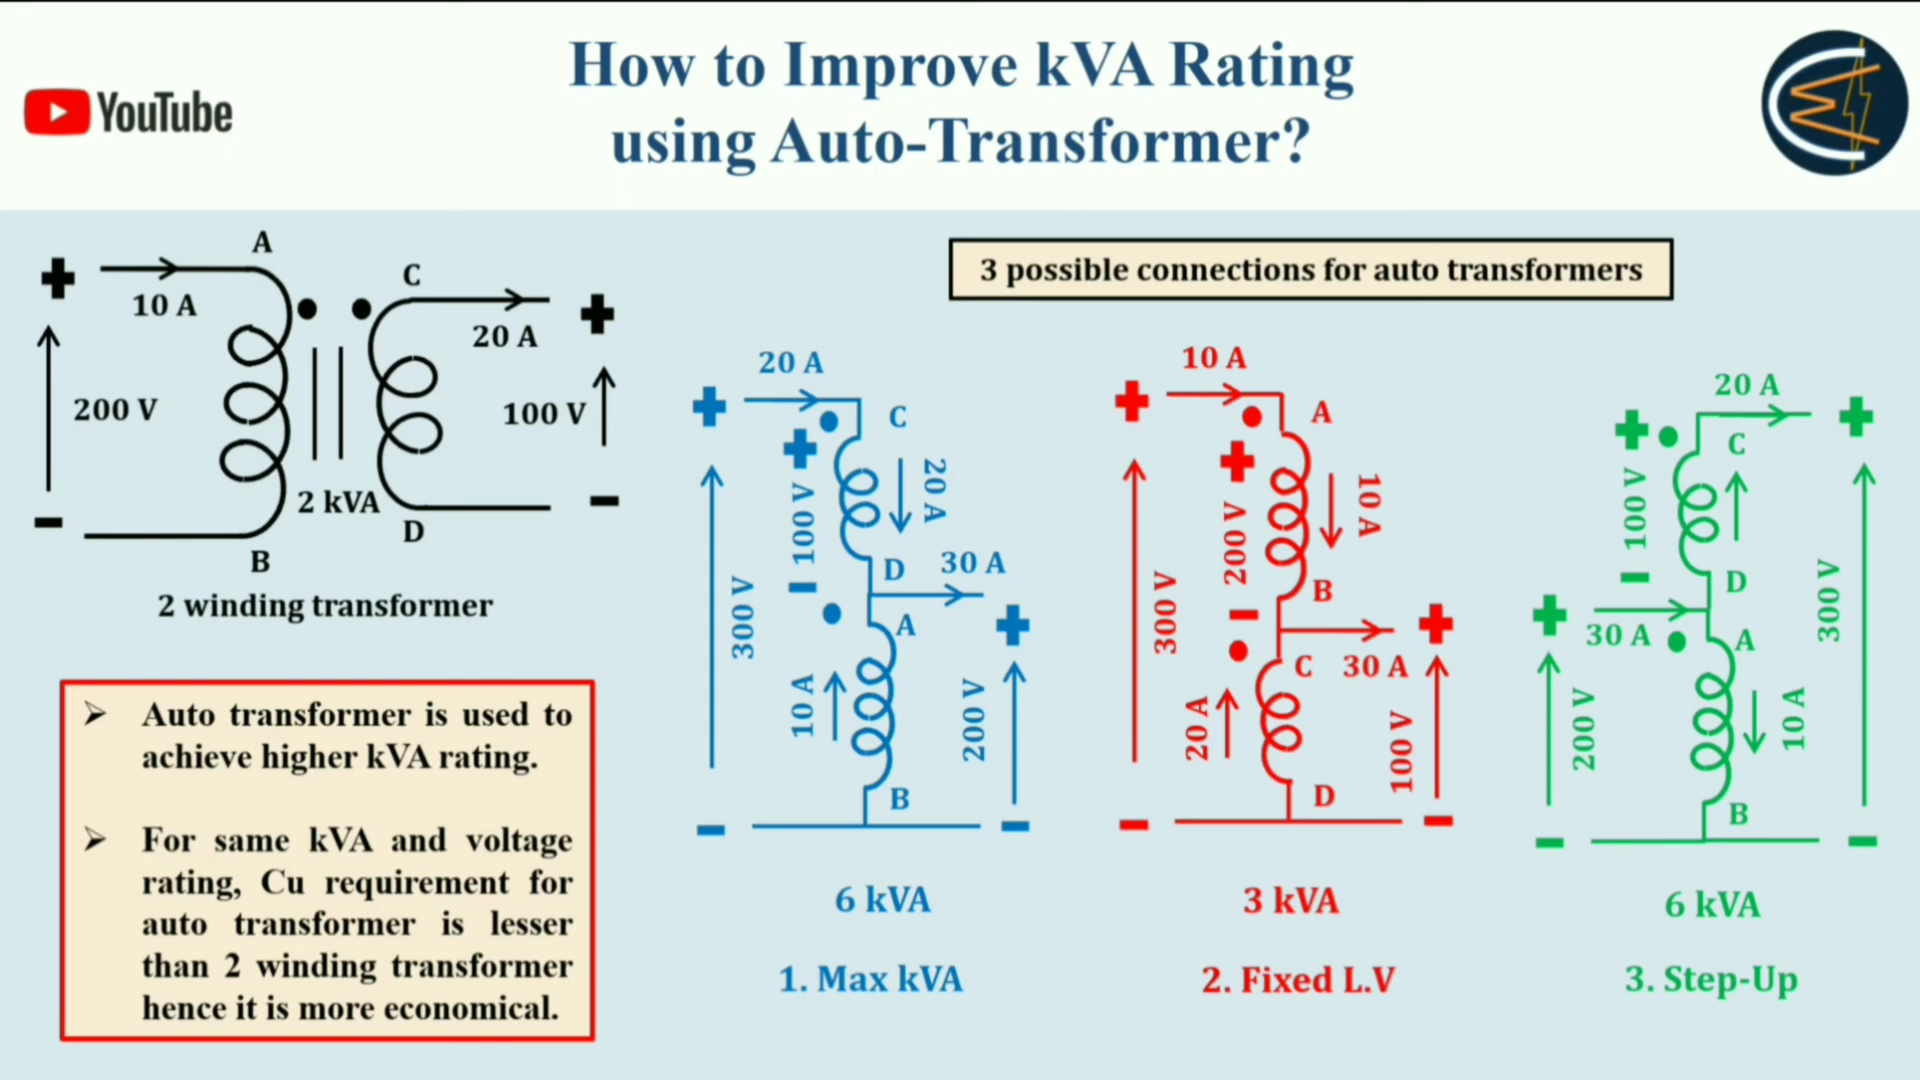 How to Improve kVA Rating
using Auto-Transformer?
YouTube
A
10 A
200 V
B
C
20 A
100 V
2 kVA
D
2 winding transformer
➢ Auto transformer is used to
achieve higher kVA rating.
➢ For same kVA and voltage
rating, Cu requirement for
auto transformer is lesser
than 2 winding transformer
hence it is more economical.
3 possible connections for auto transformers
20 A
C
100 V
20 A
D
30 A
300 V
A
10 A
200 V
B
6 kVA
1. Max kVA
10 A
A
200 V
10 A
B
300 V
C
30 A
20 A
100 V
D
3 kVA
2. Fixed L.V
20 A
C
100 V
D
300 V
30 A
A
200 V
10 A
B
6 kVA
3. Step-Up